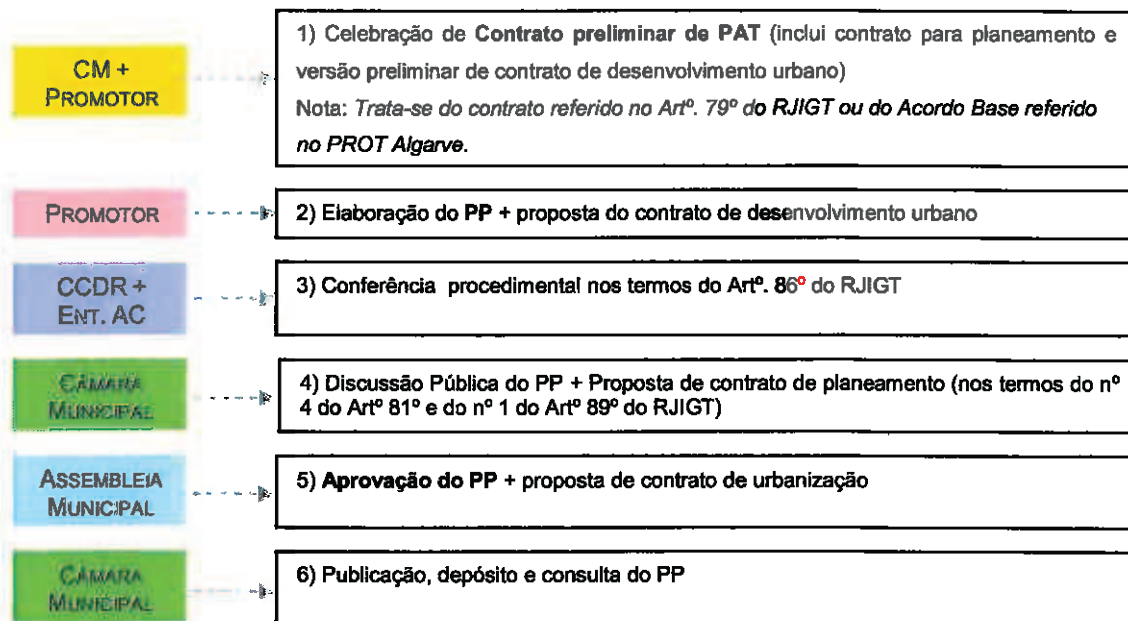 CM +
PROMOTOR
1) Celebração de Contrato preliminar de PAT (inclui contrato para planeamento e
versão preliminar de contrato de desenvolvimento urbano)
Nota: Trata-se do contrato referido no Artº. 79º do RJIGT ou do Acordo Base referido
no PROT Algarve.
PROMOTOR
2) Elaboração do PP + proposta do contrato de desenvolvimento urbano
CCDR +
ENT. AC
3) Conferência procedimental nos termos do Artº. 86º do RJIGT
CÂMARA
MUNICIPAL
4) Discussão Pública do PP + Proposta de contrato de planeamento (nos termos do nº
4 do Artº 81º e do nº 1 do Artº 89º do RJIGT)
ASSEMBLEIA
MUNICIPAL
5) Aprovação do PP + proposta de contrato de urbanização
CÂMARA
MUNICIPAL
6) Publicação, depósito e consulta do PP